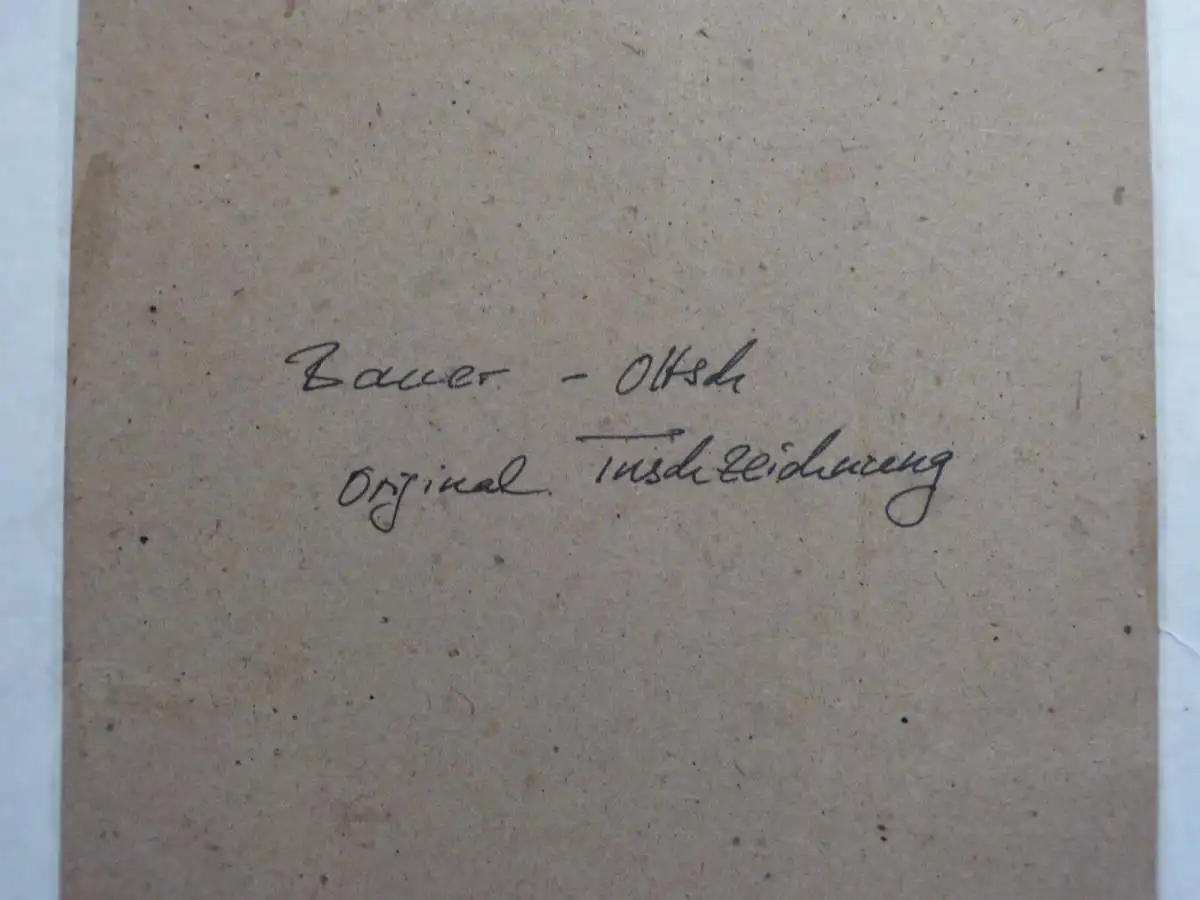 Bauer - Oltsch
Original Tuschzeichnung